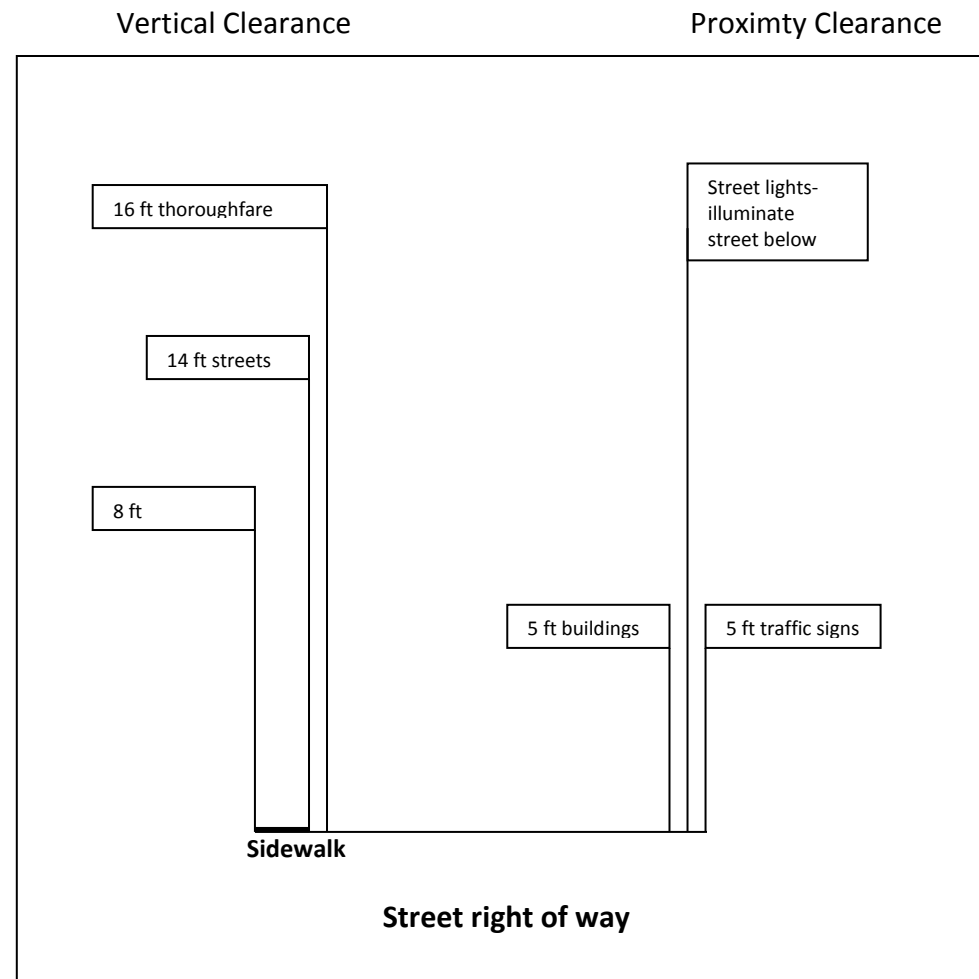 Vertical Clearance
Proximty Clearance
16 ft thoroughfare
Street lights-
illuminate
street below
14 ft streets
8 ft
5 ft buildings
5 ft traffic signs
Sidewalk
Street right of way